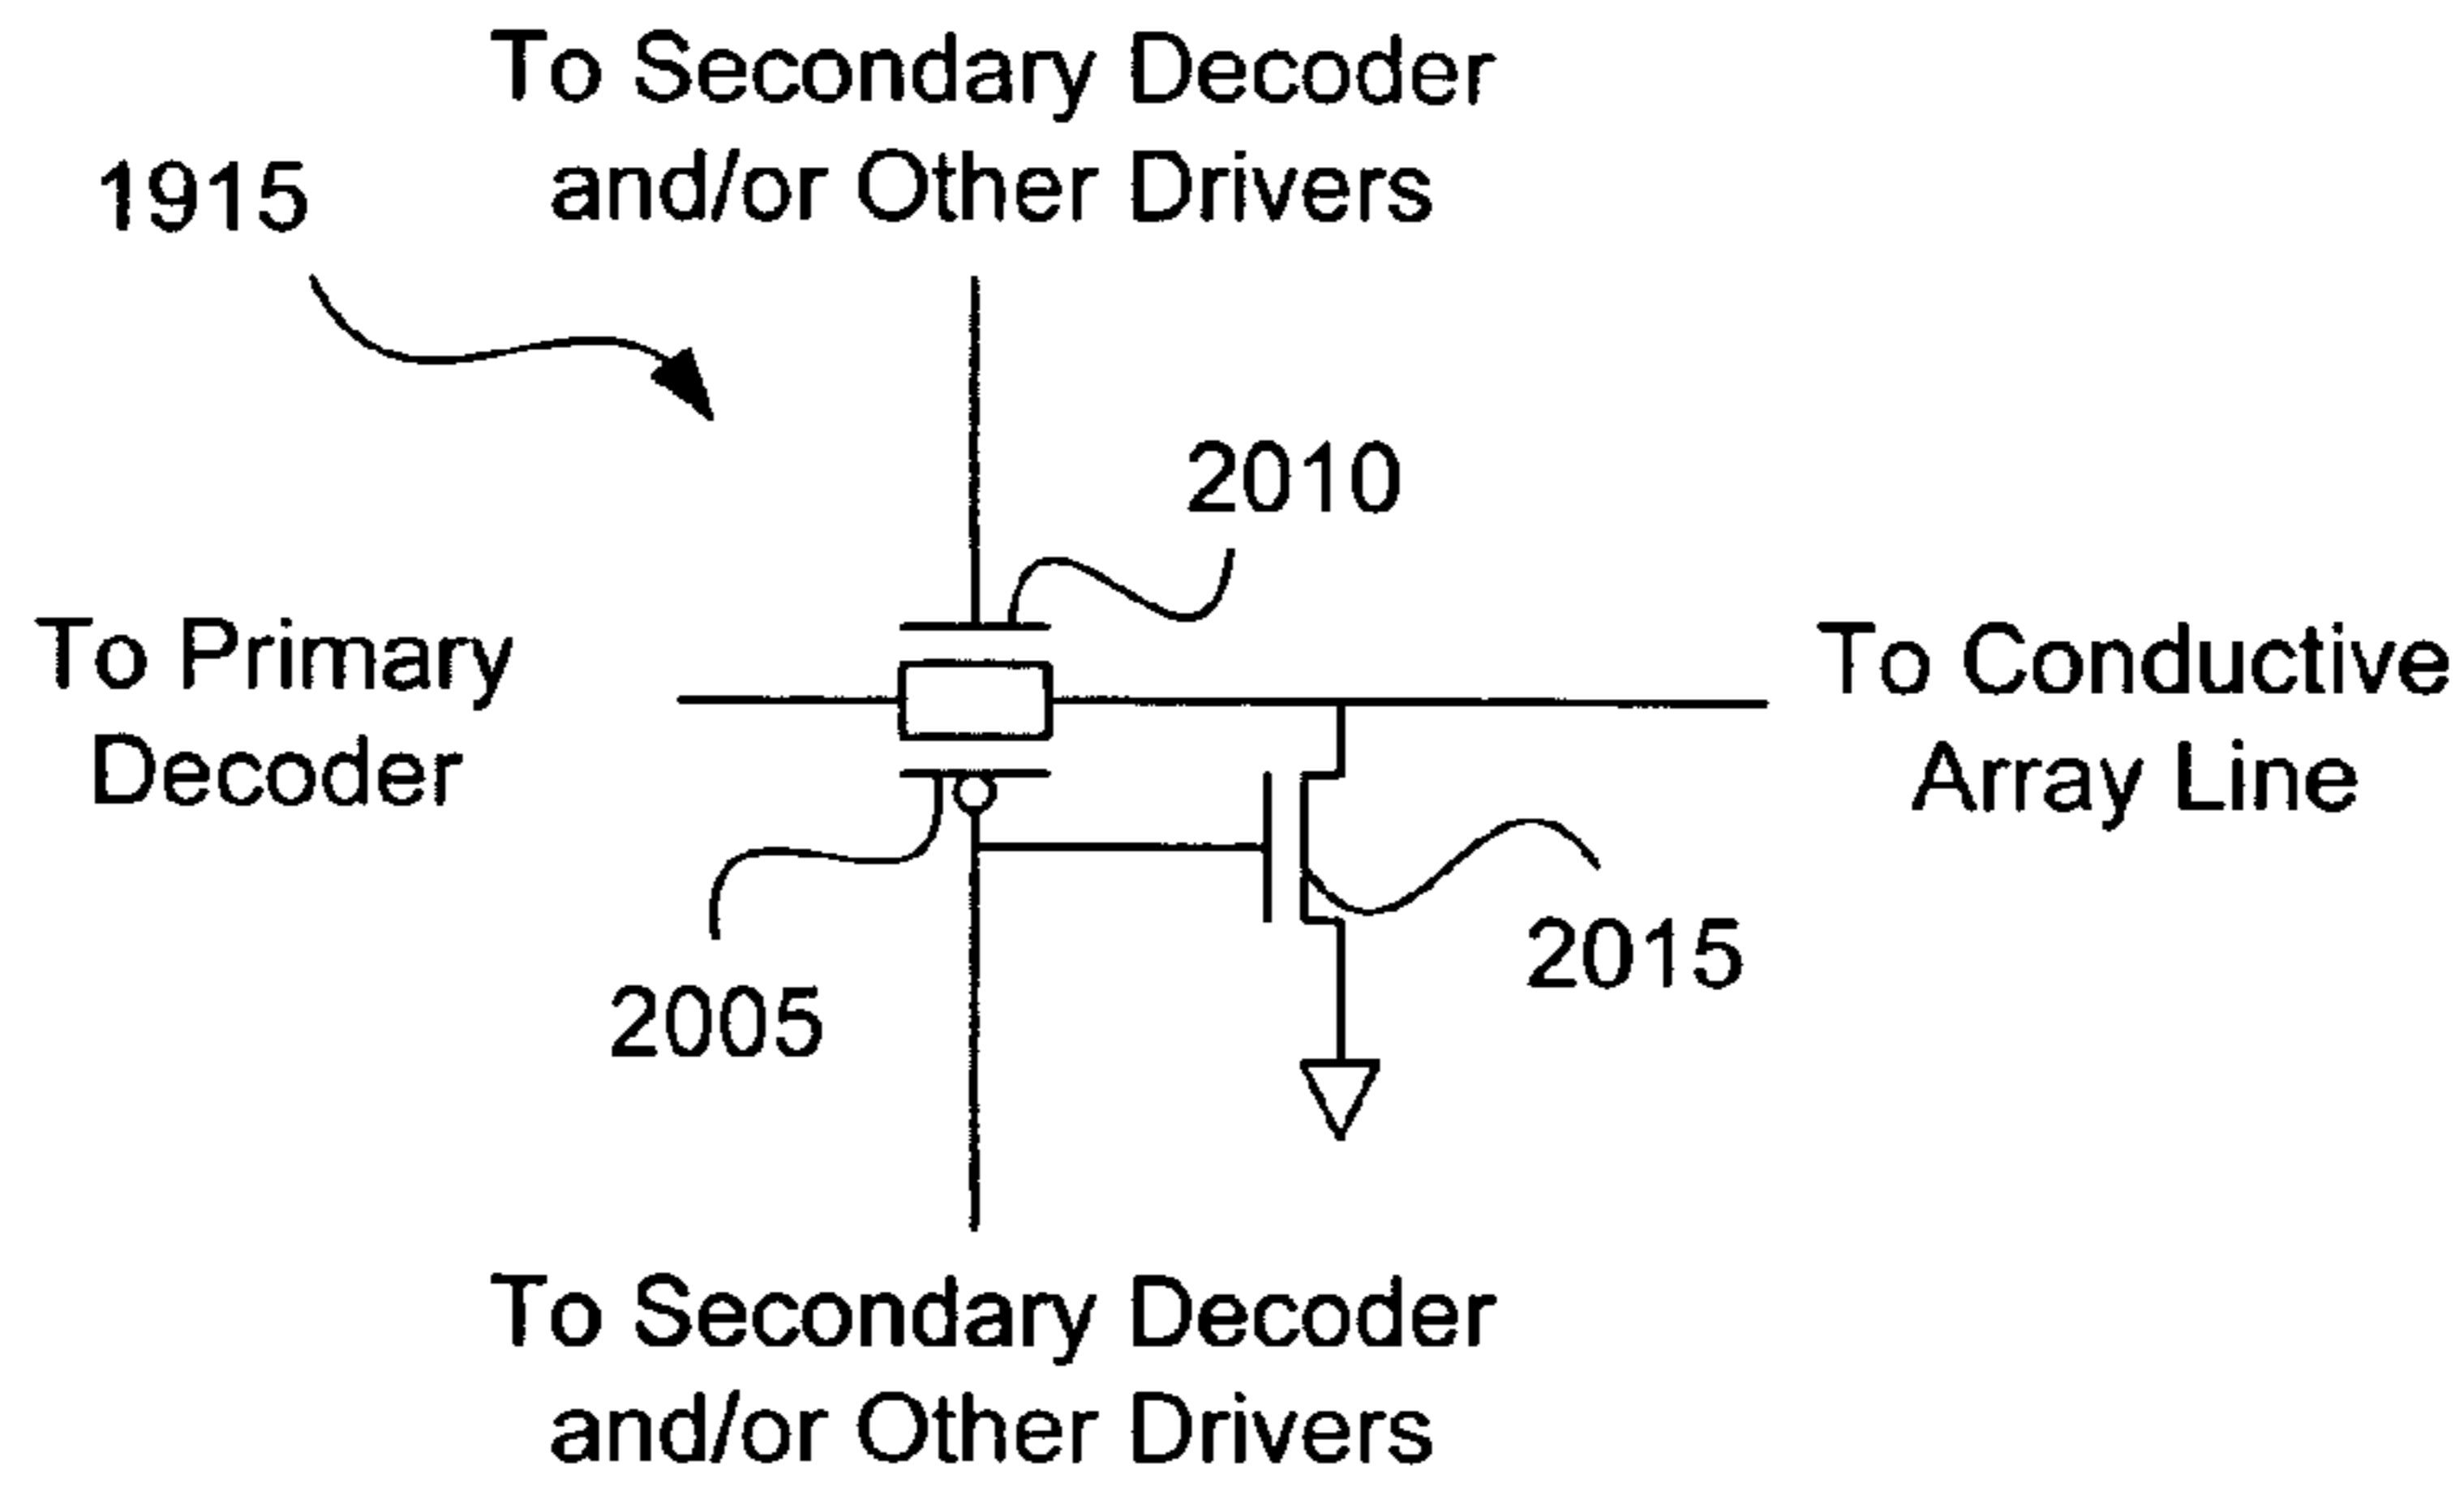 To Secondary Decoder
and/or Other Drivers
1915
2010
To Primary
Decoder
To Conductive
Array Line
2005
2015
To Secondary Decoder
and/or Other Drivers